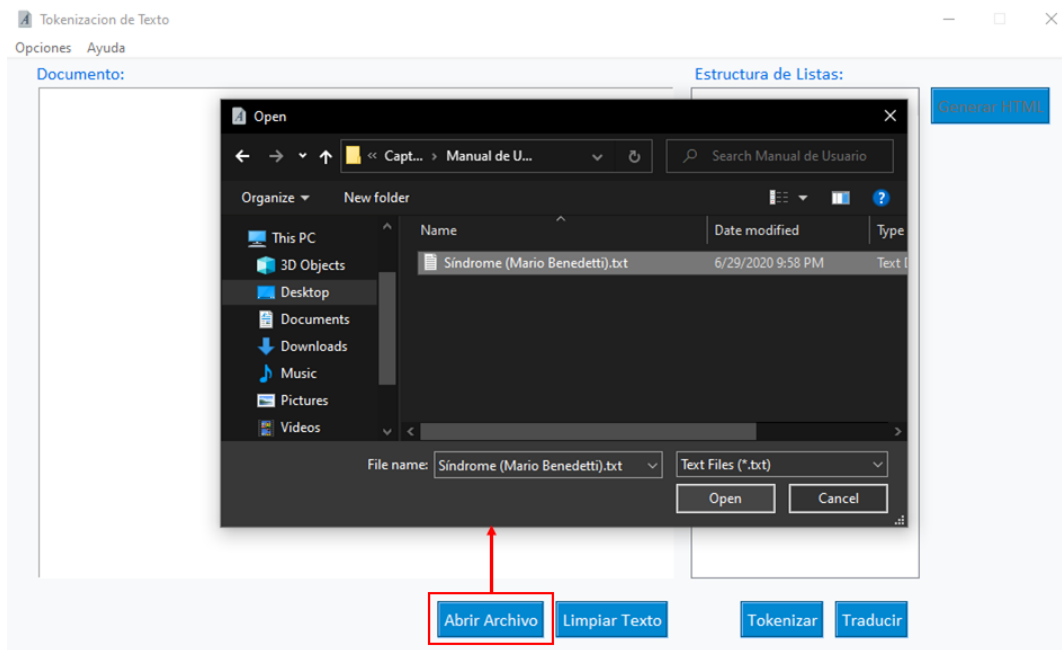 Tokenizacion de Texto
Opciones Ayuda
Documento:
Estructura de Listas:
Generar HTML
Open
« Capt... › Manual de U...
Search Manual de Usuario
Organize New folder
Name Date modified Type
This PC
Síndrome (Mario Benedetti).txt 6/29/2020 9:58 PM Text
3D Objects
Desktop
Documents
Downloads
Music
Pictures
Videos
File name: Síndrome (Mario Benedetti).txt Text Files (*.txt)
Open Cancel
Abrir Archivo Limpiar Texto Tokenizar Traducir